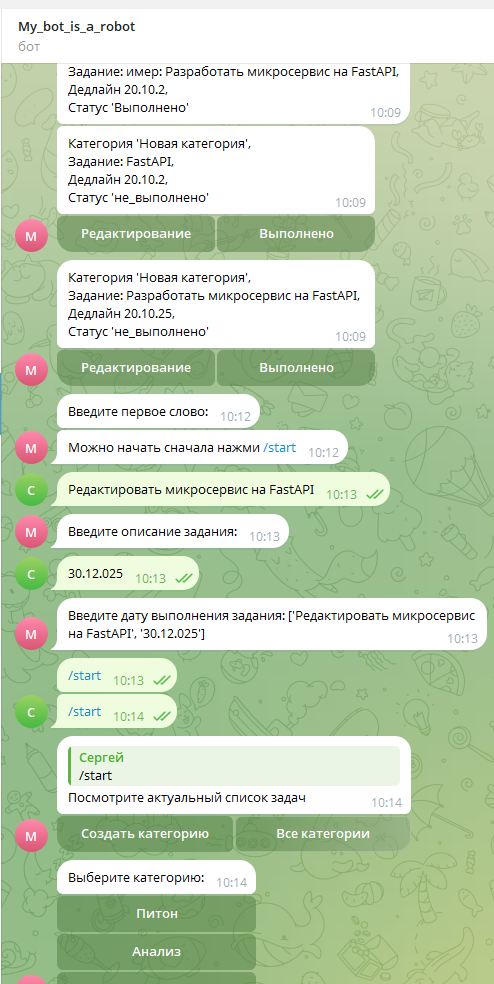 My_bot_is_a_robot
бот
Задание: имер: Разработать микросервис на FastAPI,
Дедлайн 20.10.2,
Статус 'Выполнено'
10:09
Категория 'Новая категория',
Задание: FastAPI,
Дедлайн 20.10.2,
Статус 'не_выполнено'
10:09
М
Редактирование
Выполнено
Категория 'Новая категория',
Задание: Разработать микросервис на FastAPI,
Дедлайн 20.10.25,
Статус 'не_выполнено'
10:09
М
Редактирование
Выполнено
Введите первое слово: 10:12
М
Можно начать сначала нажми /start 10:12
С
Редактировать микросервис на FastAPI 10:13
М
Введите описание задания: 10:13
С
30.12.025 10:13
Введите дату выполнения задания: ['Редактировать микросервис
на FastAPI', '30.12.025']
10:13
М
/start 10:13
С
/start 10:14
Сергей
/start
Посмотрите актуальный список задач
10:14
М
Создать категорию
Все категории
Выберите категорию: 10:14
Питон
Анализ